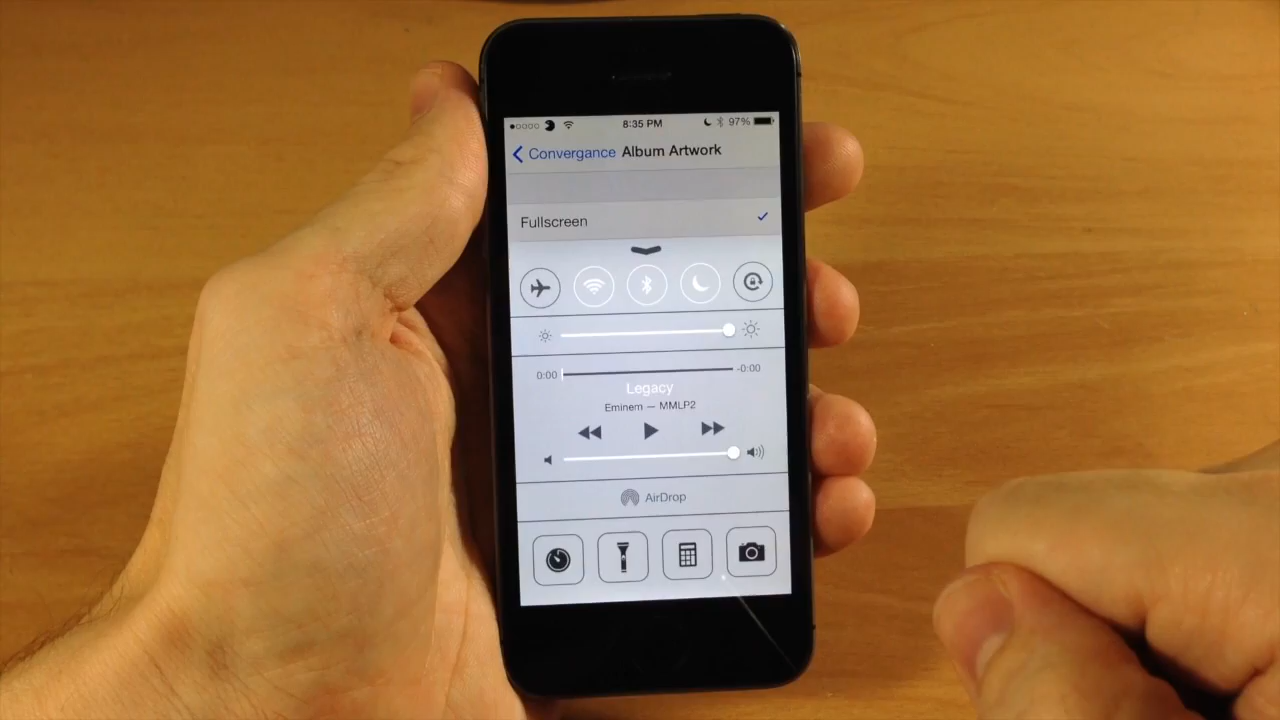 8:35 PM
97%
Convergance Album Artwork
Fullscreen
0:00
-0:00
Legacy
Eminem — MMLP2
AirDrop